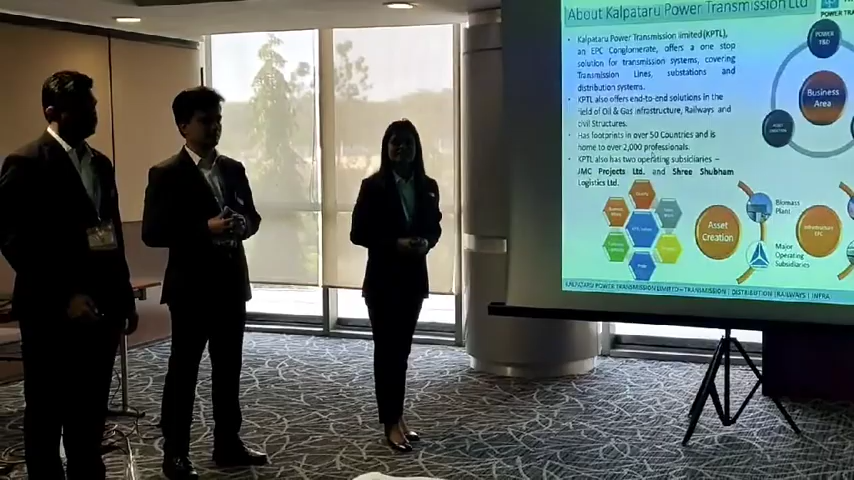 About Kalpataru Power Transmission Ltd
Kalpataru Power Transmission limited (KPTL),
an EPC Conglomerate, offers a one stop
solution for transmission systems, covering
Transmission Lines, substations and
distribution systems.
KPTL also offers end-to-end solutions in the
field of Oil & Gas infrastructure, Railways and
civil Structures.
Has footprints in over 50 Countries and is
home to over 2,000 professionals.
KPTL also has two operating subsidiaries –
JMC Projects Ltd. and Shree Shubham
Logistics Ltd.
POWER
T&D
Business
Area
Asset
Creation
Biomass
Plant
Major
Operating
Subsidiaries
Infrastructure
EPC
KALPATARU POWER TRANSMISSION LIMITED: TRANSMISSION | DISTRIBUTION | RAILWAYS | INFRA